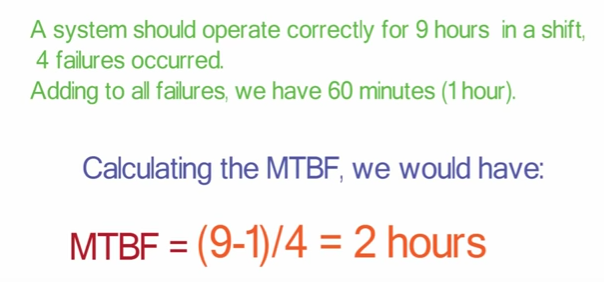 A system should operate correctly for 9 hours in a shift,
4 failures occurred.
Adding to all failures, we have 60 minutes (1 hour).
Calculating the MTBF, we would have:
MTBF = (9-1)/4 = 2 hours